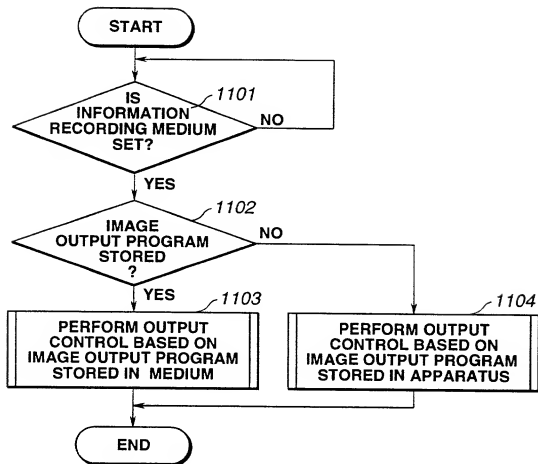 START
1101
IS
INFORMATION
RECORDING MEDIUM
SET?
NO
YES
1102
IMAGE
OUTPUT PROGRAM
STORED
?
NO
YES
1103
PERFORM OUTPUT
CONTROL BASED ON
IMAGE OUTPUT PROGRAM
STORED IN MEDIUM
1104
PERFORM OUTPUT
CONTROL BASED ON
IMAGE OUTPUT PROGRAM
STORED IN APPARATUS
END